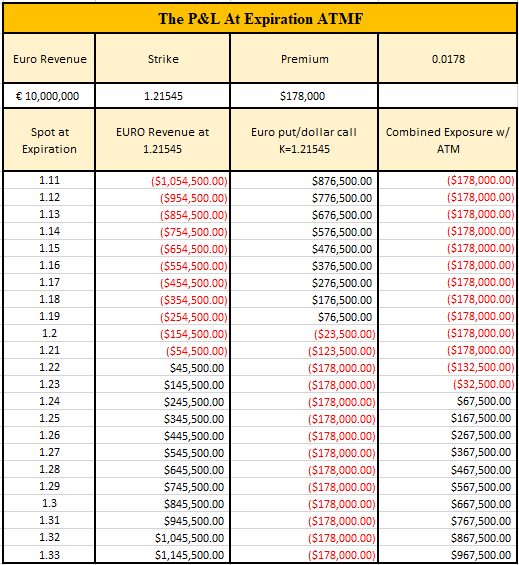 The P&L At Expiration ATMF
Euro Revenue Strike Premium 0.0178
€ 10,000,000 1.21545 $178,000
Spot at EURO Revenue at Euro put/dollar call Combined Exposure w/
Expiration 1.21545 K=1.21545 ATM
1.11 ($1,054,500.00) $876,500.00 ($178,000.00)
1.12 ($954,500.00) $776,500.00 ($178,000.00)
1.13 ($854,500.00) $676,500.00 ($178,000.00)
1.14 ($754,500.00) $576,500.00 ($178,000.00)
1.15 ($654,500.00) $476,500.00 ($178,000.00)
1.16 ($554,500.00) $376,500.00 ($178,000.00)
1.17 ($454,500.00) $276,500.00 ($178,000.00)
1.18 ($354,500.00) $176,500.00 ($178,000.00)
1.19 ($254,500.00) $76,500.00 ($178,000.00)
1.2 ($154,500.00) ($23,500.00) ($178,000.00)
1.21 ($54,500.00) ($123,500.00) ($178,000.00)
1.22 $45,500.00 ($178,000.00) ($132,500.00)
1.23 $145,500.00 ($178,000.00) ($32,500.00)
1.24 $245,500.00 ($178,000.00) $67,500.00
1.25 $345,500.00 ($178,000.00) $167,500.00
1.26 $445,500.00 ($178,000.00) $267,500.00
1.27 $545,500.00 ($178,000.00) $367,500.00
1.28 $645,500.00 ($178,000.00) $467,500.00
1.29 $745,500.00 ($178,000.00) $567,500.00
1.3 $845,500.00 ($178,000.00) $667,500.00
1.31 $945,500.00 ($178,000.00) $767,500.00
1.32 $1,045,500.00 ($178,000.00) $867,500.00
1.33 $1,145,500.00 ($178,000.00) $967,500.00